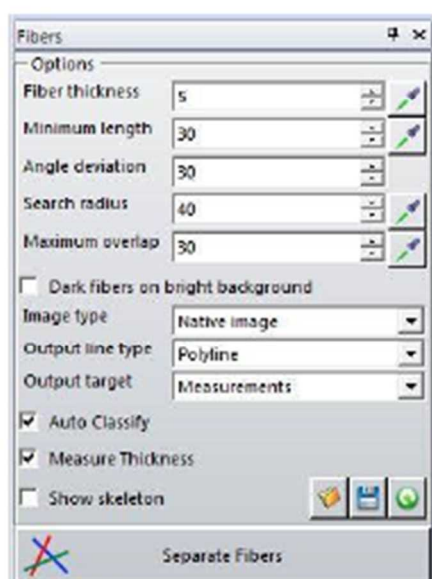 Fibers
Options
Fiber thickness 5
Minimum length 30
Angle deviation 30
Search radius 40
Maximum overlap 30
Dark fibers on bright background
Image type Native image
Output line type Polyline
Output target Measurements
Auto Classify
Measure Thickness
Show skeleton
Separate Fibers